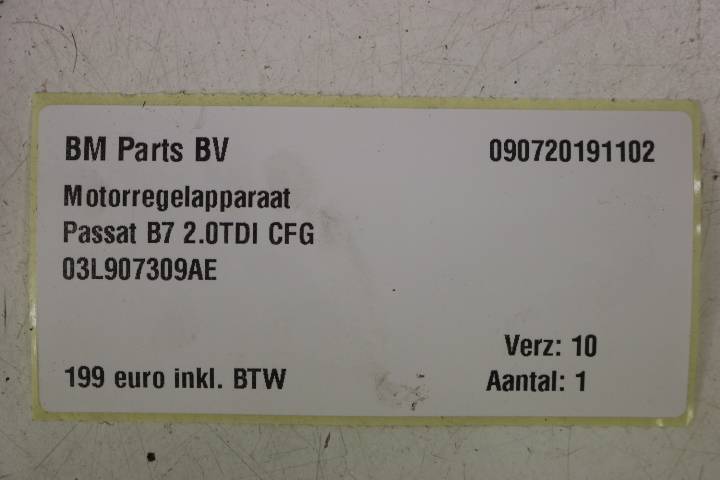 BM Parts BV 090720191102
Motorregelapparaat
Passat B7 2.0TDI CFG
03L907309AE
Verz: 10
199 euro inkl. BTW Aantal: 1